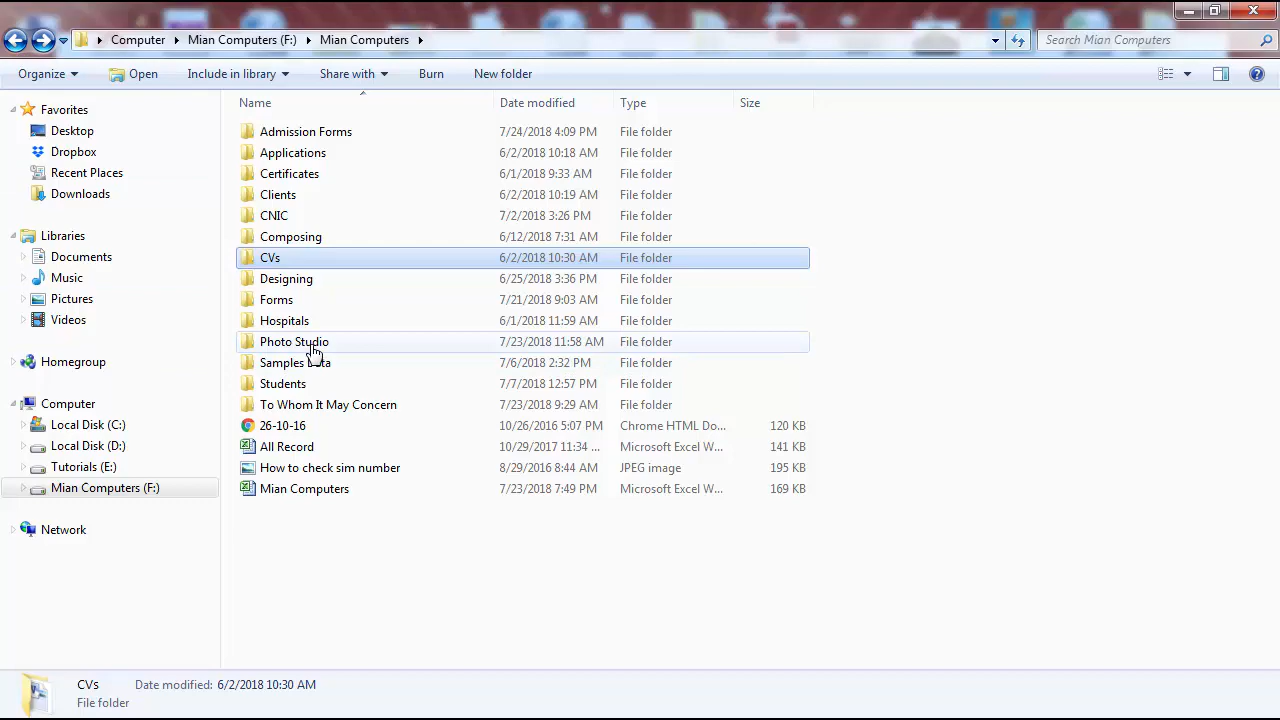 Computer Mian Computers (F:) Mian Computers Search Mian Computers
Organize Open Include in library Share with Burn New folder
Name Date modified Type Size
Favorites
Desktop
Dropbox
Recent Places
Downloads
Libraries
Documents
Music
Pictures
Videos
Homegroup
Computer
Local Disk (C:)
Local Disk (D:)
Tutorials (E:)
Mian Computers (F:)
Network
Admission Forms 7/24/2018 4:09 PM File folder
Applications 6/2/2018 10:18 AM File folder
Certificates 6/1/2018 9:33 AM File folder
Clients 6/2/2018 10:19 AM File folder
CNIC 7/2/2018 3:26 PM File folder
Composing 6/12/2018 7:31 AM File folder
CVs 6/2/2018 10:30 AM File folder
Designing 6/25/2018 3:36 PM File folder
Forms 7/21/2018 9:03 AM File folder
Hospitals 6/1/2018 11:59 AM File folder
Photo Studio 7/23/2018 11:58 AM File folder
Samples 7/6/2018 2:32 PM File folder
Students 7/7/2018 12:57 PM File folder
To Whom It May Concern 7/23/2018 9:29 AM File folder
26-10-16 10/26/2016 5:07 PM Chrome HTML Do... 120 KB
All Record 10/29/2017 11:34 ... Microsoft Excel W... 141 KB
How to check sim number 8/29/2016 8:44 AM JPEG image 195 KB
Mian Computers 7/23/2018 7:49 PM Microsoft Excel W... 169 KB
CVs Date modified: 6/2/2018 10:30 AM
File folder